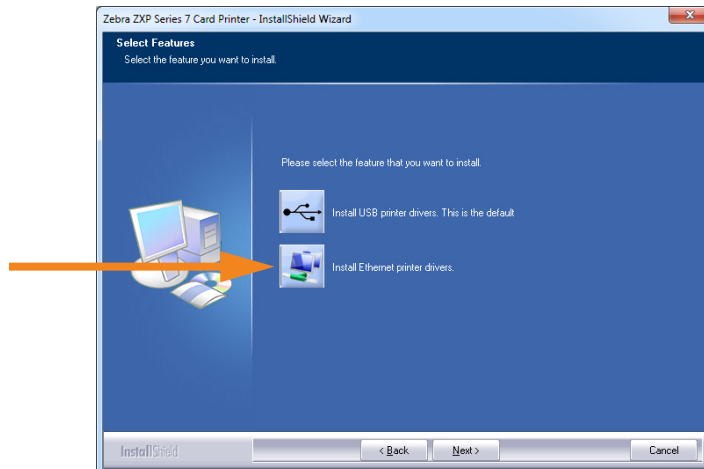 Zebra ZXP Series 7 Card Printer - InstallShield Wizard
Select Features
Select the feature you want to install.
Please select the feature that you want to install.
Install USB printer drivers. This is the default
Install Ethernet printer drivers.
InstallShield
< Back Next > Cancel